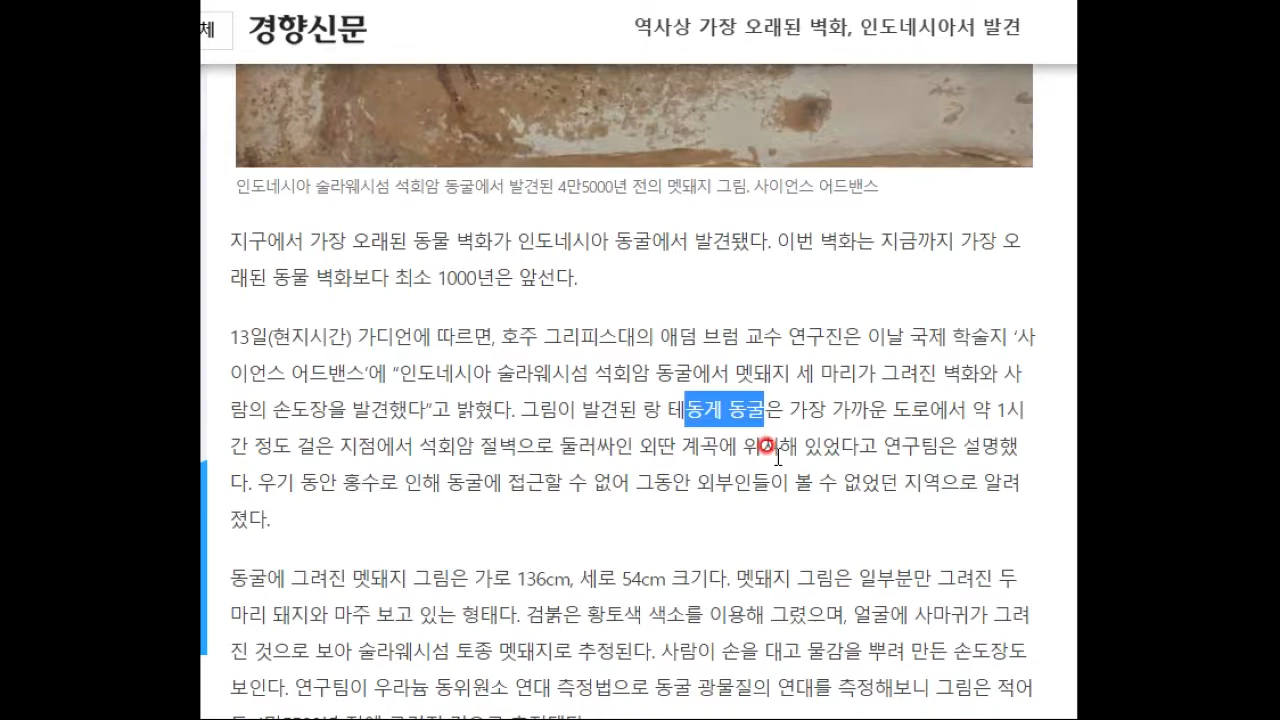 체
경향신문
역사상 가장 오래된 벽화, 인도네시아서 발견
인도네시아 술라웨시섬 석회암 동굴에서 발견된 4만5000년 전의 멧돼지 그림. 사이언스 어드밴스
지구에서 가장 오래된 동물 벽화가 인도네시아 동굴에서 발견됐다. 이번 벽화는 지금까지 가장 오
래된 동물 벽화보다 최소 1000년은 앞선다.
13일(현지시간) 가디언에 따르면, 호주 그리피스대의 애덤 브럼 교수 연구진은 이날 국제 학술지 ‘사
이언스 어드밴스’에 “인도네시아 술라웨시섬 석회암 동굴에서 멧돼지 세 마리가 그려진 벽화와 사
람의 손도장을 발견했다”고 밝혔다. 그림이 발견된 랑 테동게 동굴은 가장 가까운 도로에서 약 1시
간 정도 걸은 지점에서 석회암 절벽으로 둘러싸인 외딴 계곡에 위치해 있었다고 연구팀은 설명했
다. 우기 동안 홍수로 인해 동굴에 접근할 수 없어 그동안 외부인들이 볼 수 없었던 지역으로 알려
졌다.
동굴에 그려진 멧돼지 그림은 가로 136cm, 세로 54cm 크기다. 멧돼지 그림은 일부분만 그려진 두
마리 돼지와 마주 보고 있는 형태다. 검붉은 황토색 색소를 이용해 그렸으며, 얼굴에 사마귀가 그려
진 것으로 보아 술라웨시섬 토종 멧돼지로 추정된다. 사람이 손을 대고 물감을 뿌려 만든 손도장도
보인다. 연구팀이 우라늄 동위원소 연대 측정법으로 동굴 광물질의 연대를 측정해보니 그림은 적어